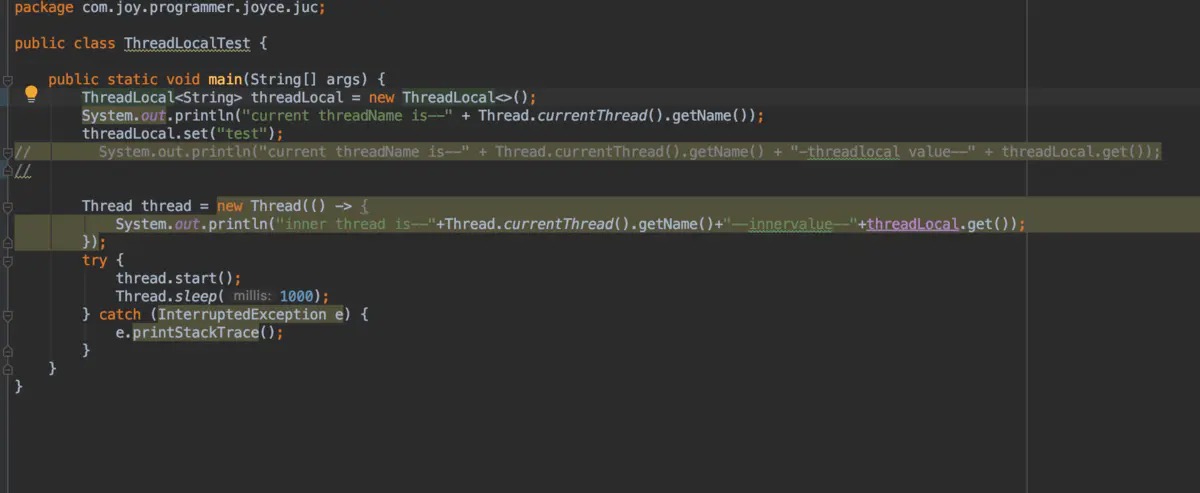 package com.joy.programmer.joyce.juc;
public class ThreadLocalTest {
public static void main(String[] args) {
ThreadLocal<String> threadLocal = new ThreadLocal<>();
System.out.println("current threadName is--" + Thread.currentThread().getName());
threadLocal.set("test");
// System.out.println("current threadName is--" + Thread.currentThread().getName() + "-threadlocal value--" + threadLocal.get());
//
Thread thread = new Thread(() -> {
System.out.println("inner thread is--"+Thread.currentThread().getName()+"--innervalue--"+threadLocal.get());
});
try {
thread.start();
Thread.sleep( millis: 1000);
} catch (InterruptedException e) {
e.printStackTrace();
}
}
}